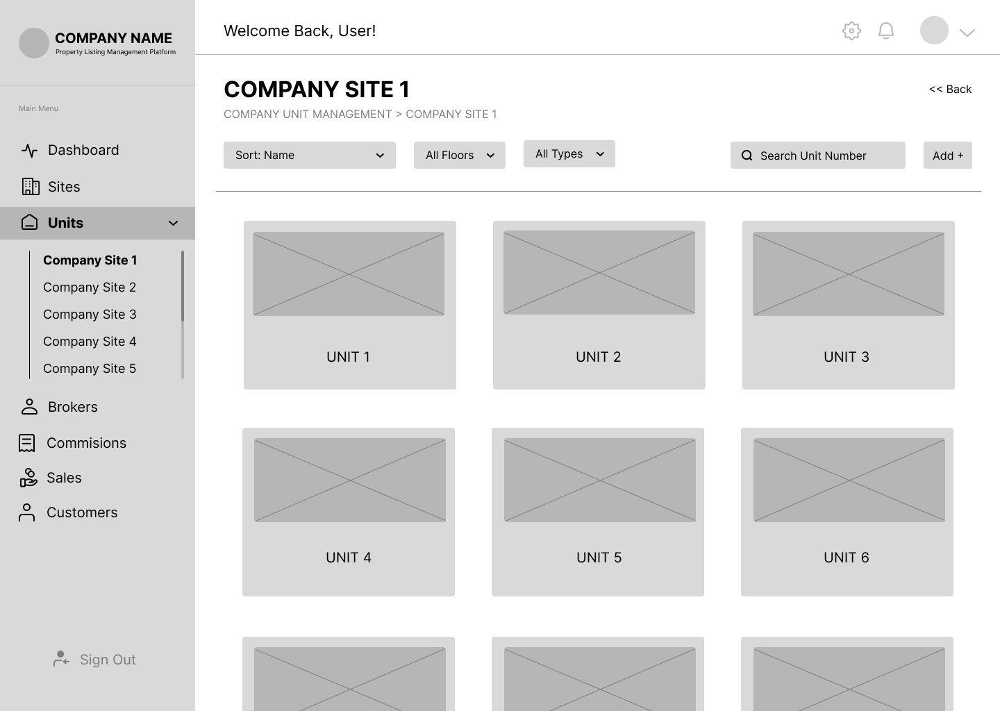 COMPANY NAME
Property Listing Management Platform
Main Menu
Dashboard
Sites
Units
Company Site 1
Company Site 2
Company Site 3
Company Site 4
Company Site 5
Brokers
Commisions
Sales
Customers
Sign Out
Welcome Back, User!
COMPANY SITE 1
<< Back
COMPANY UNIT MANAGEMENT > COMPANY SITE 1
Sort: Name
All Floors
All Types
Search Unit Number
Add +
UNIT 1
UNIT 2
UNIT 3
UNIT 4
UNIT 5
UNIT 6